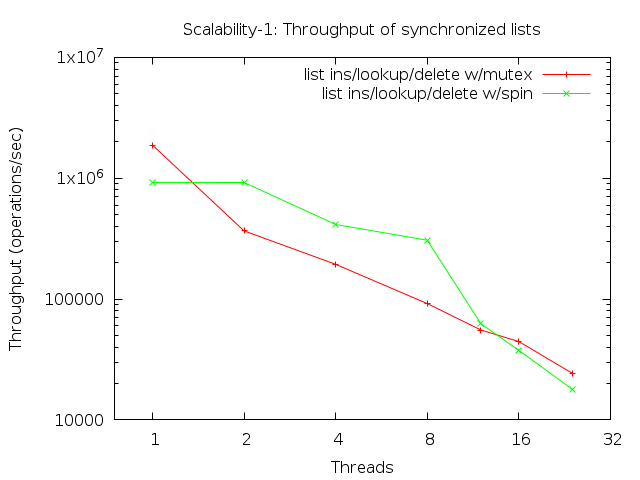 Scalability-1: Throughput of synchronized lists
1x10^7
list ins/lookup/delete w/mutex
list ins/lookup/delete w/spin
1x10^6
Throughput (operations/sec)
100000
10000
1 2 4 8 16 32
Threads